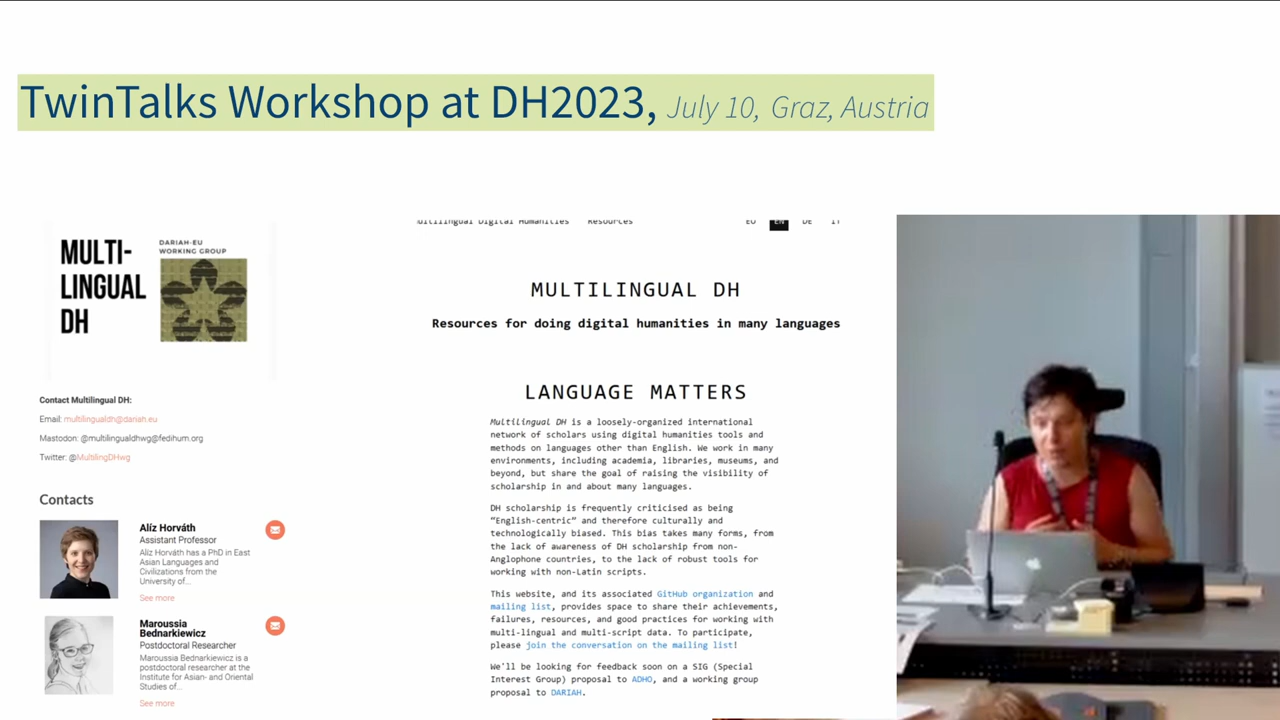 TwinTalks Workshop at DH2023, July 10, Graz, Austria
MULTI-
LINGUAL
DH
DARIAH-EU
WORKING GROUP
Contact Multilingual DH:
Email: multilingualdh@dariah.eu
Mastodon: @multilingualdhwg@fedihum.org
Twitter: @MultilingDHwg
Contacts
Alíz Horváth
Assistant Professor
Alíz Horváth has a PhD in East
Asian Languages and
Civilizations from the
University of...
See more
Maroussia
Bednarkiewicz
Postdoctoral Researcher
Maroussia Bednarkiewicz is a
postdoctoral researcher at the
Institute for Asian- and Oriental
Studies of...
See more
Multilingual Digital Humanities Resources EO EN DE IT
MULTILINGUAL DH
Resources for doing digital humanities in many languages
LANGUAGE MATTERS
Multilingual DH is a loosely-organized international
network of scholars using digital humanities tools and
methods on languages other than English. We work in many
environments, including academia, libraries, museums, and
beyond, but share the goal of raising the visibility of
scholarship in and about many languages.
DH scholarship is frequently criticised as being
"English-centric" and therefore culturally and
technologically biased. This bias takes many forms, from
the lack of awareness of DH scholarship from non-
Anglophone countries, to the lack of robust tools for
working with non-Latin scripts.
This website, and its associated GitHub organization and
mailing list, provides space to share their achievements,
failures, resources, and good practices for working with
multi-lingual and multi-script data. To participate,
please join the conversation on the mailing list!
We'll be looking for feedback soon on a SIG (Special
Interest Group) proposal to ADHO, and a working group
proposal to DARIAH.